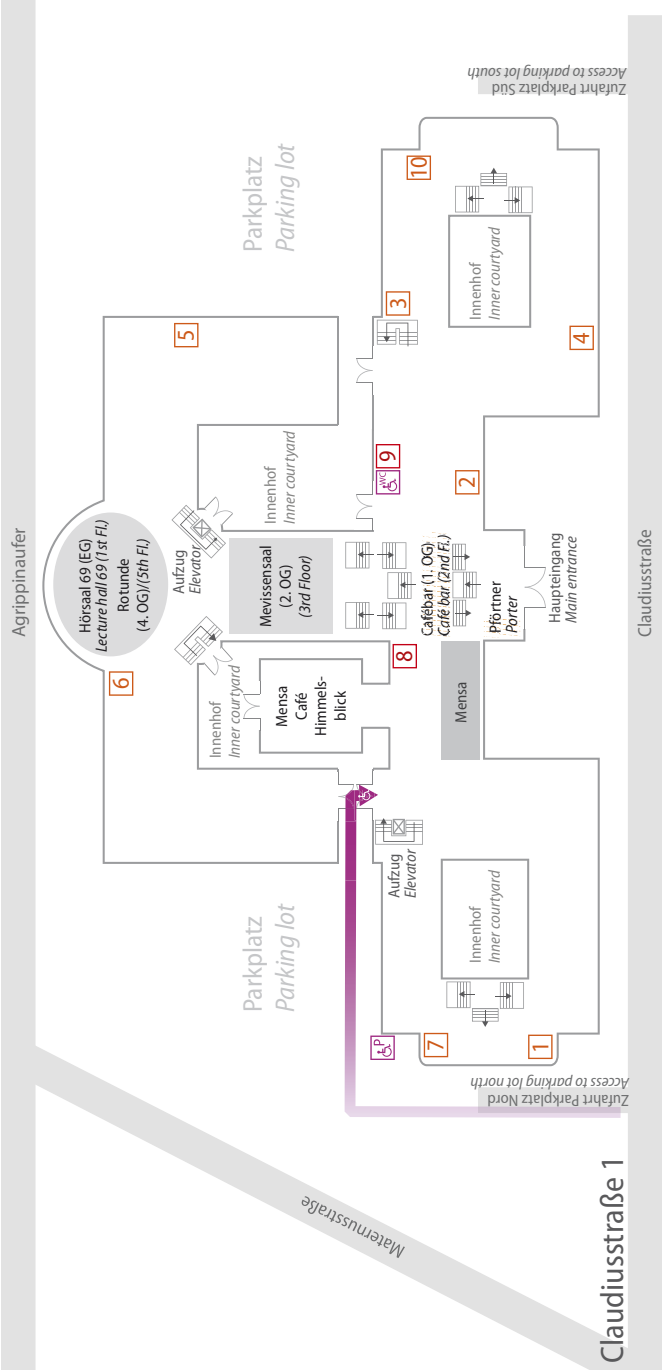 Agrippinaufer
Zufahrt Parkplatz Süd
Access to parking lot south
Parkplatz
Parking lot
10
Innenhof
Inner courtyard
3
4
5
Innenhof
Inner courtyard
9
WC
2
Hörsaal 69 (EG)
Lecture hall 69 (1st Fl.)
Rotunde
(4. OG)/(5th Fl.)
Aufzug
Elevator
Mevissensaal
(2. OG)
(3rd Floor)
Cafébar (1. OG)
Café bar (2nd Fl.)
Pförtner
Porter
Haupteingang
Main entrance
6
Innenhof
Inner courtyard
Mensa
Café
Himmels-
blick
8
Mensa
Aufzug
Elevator
Parkplatz
Parking lot
Innenhof
Inner courtyard
P
7
1
Zufahrt Parkplatz Nord
Access to parking lot north
Maternusstraße
Claudiusstraße
Claudiusstraße 1